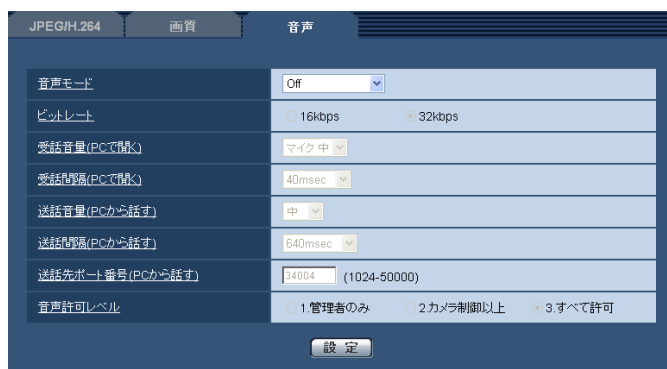 JPEG/H.264 画質 音声
音声モード Off
ビットレート 16kbps 32kbps
受話音量(PCで聞く) マイク 中
受話間隔(PCで聞く) 40msec
送話音量(PCから話す) 中
送話間隔(PCから話す) 640msec
送話先ポート番号(PCから話す) 34004 (1024-50000)
音声許可レベル 1.管理者のみ 2.カメラ制御以上 3.すべて許可
設 定